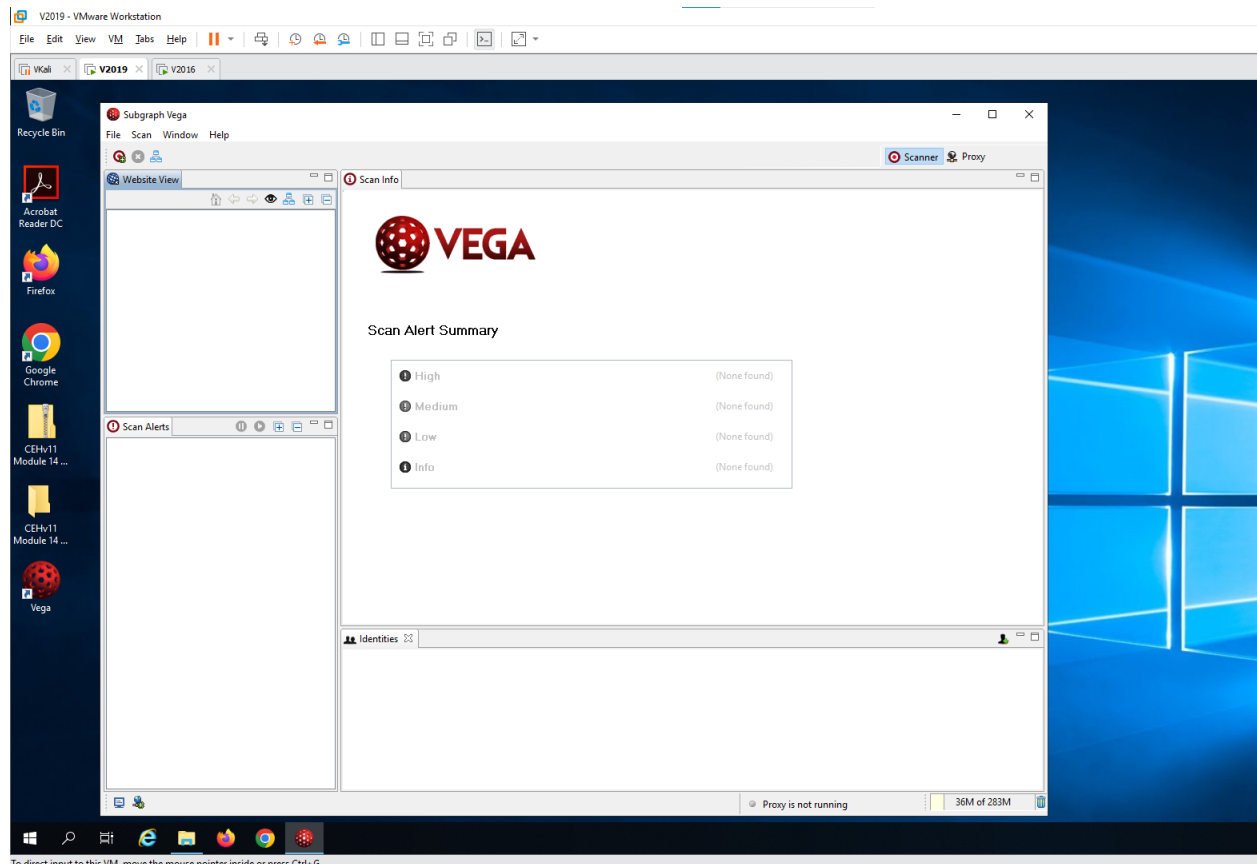 V2019 - VMware Workstation
File Edit View VM Tabs Help
VKali
V2019
V2016
Recycle Bin
Acrobat
Reader DC
Firefox
Google
Chrome
CEHv11
Module 14 ...
CEHv11
Module 14 ...
Vega
Subgraph Vega
File Scan Window Help
Scanner
Proxy
Website View
Scan Info
VEGA
Scan Alert Summary
High (None found)
Medium (None found)
Low (None found)
Info (None found)
Scan Alerts
Identities
Proxy is not running
36M of 283M
To direct input to this VM, move the mouse pointer inside or press Ctrl+G.